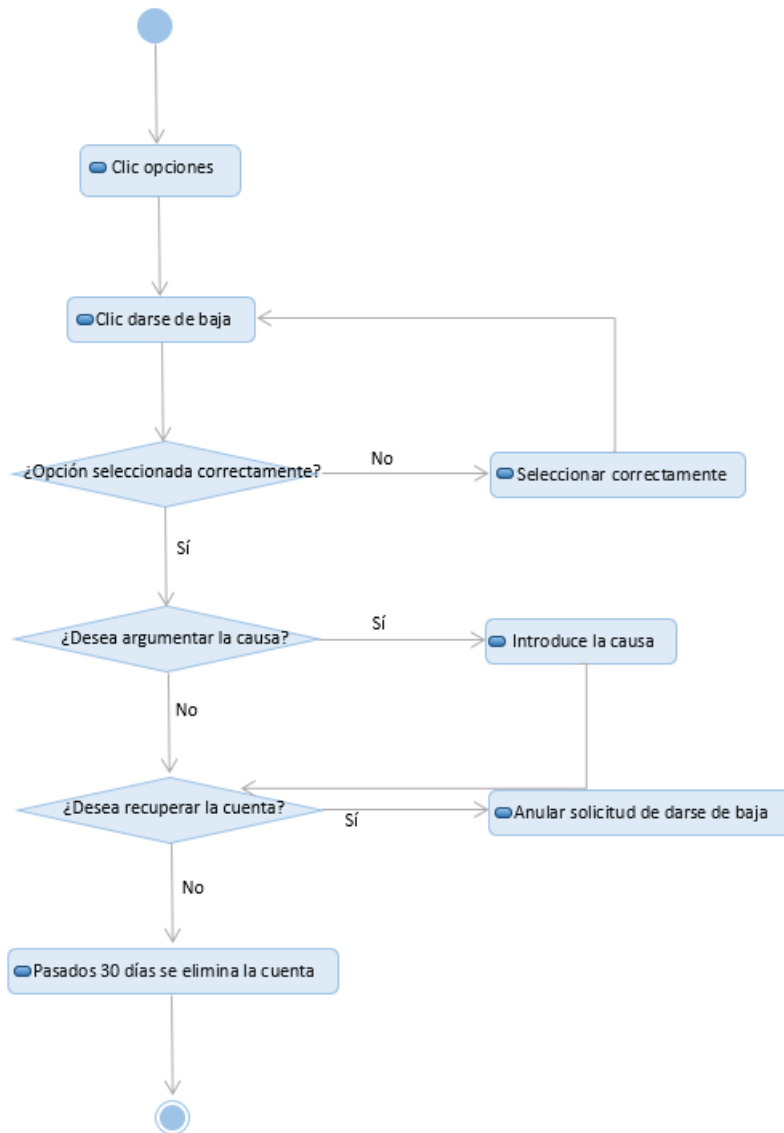 Clic opciones
Clic darse de baja
¿Opción seleccionada correctamente?
No
Seleccionar correctamente
Sí
¿Desea argumentar la causa?
Sí
Introduce la causa
No
¿Desea recuperar la cuenta?
Sí
Anular solicitud de darse de baja
No
Pasados 30 días se elimina la cuenta